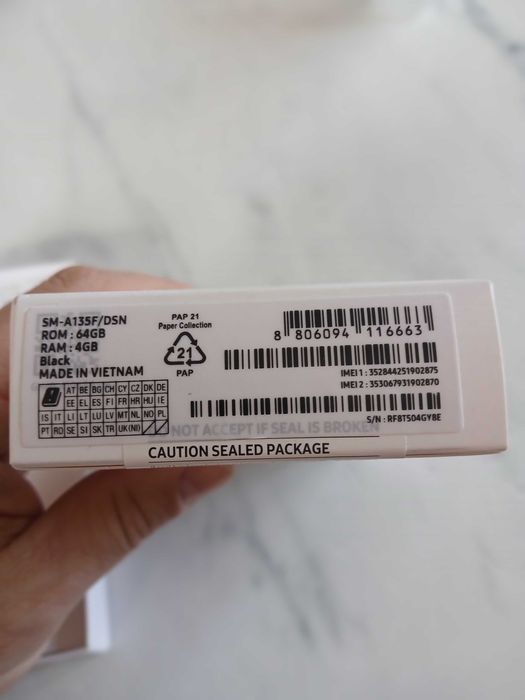 SM-A135F/DSN
ROM : 64GB
RAM : 4GB
Black
MADE IN VIETNAM
AT BE BG CH CY CZ DK DE
EE EL ES FI FR HR HU IE
IS IT LI LT LU LV MT NL NO PL
PT RO SE SI SK TR UK(NI)
PAP 21
Paper Collection
21
PAP
8 806094 116663
IMEI 1 : 352844251902875
IMEI 2 : 353067931902870
S/N : RF8T504GYBE
NOT ACCEPT IF SEAL IS BROKEN
CAUTION SEALED PACKAGE